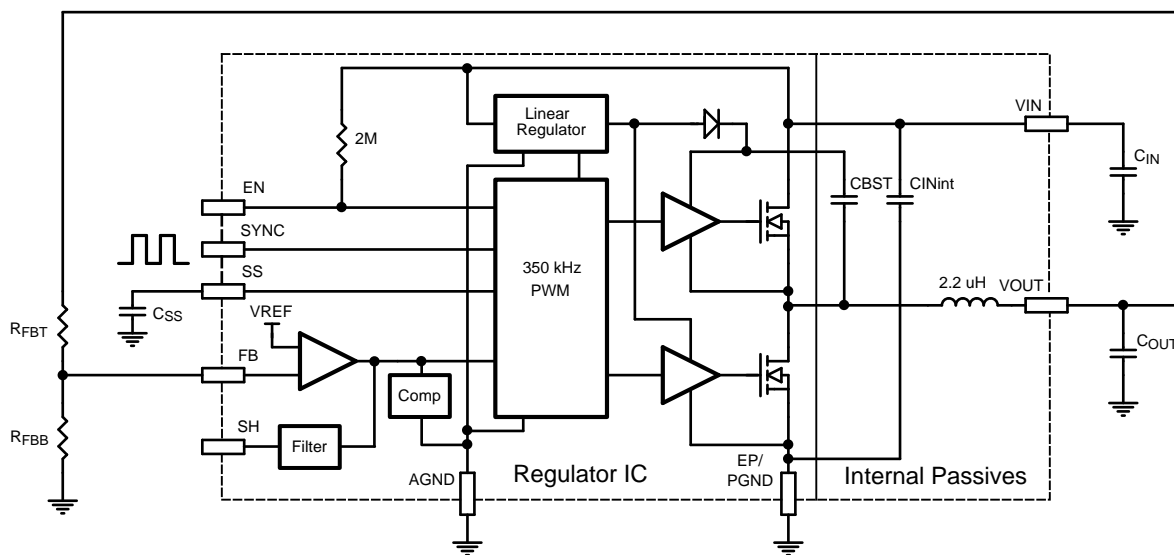 VIN
Linear
Regulator
2M
CIN
CBST
CINint
EN
SYNC
350 kHz
PWM
SS
2.2 uH
VOUT
CSS
VREF
RFBT
COUT
FB
Comp
RFBB
SH
Filter
AGND
Regulator IC
EP/
PGND
Internal Passives